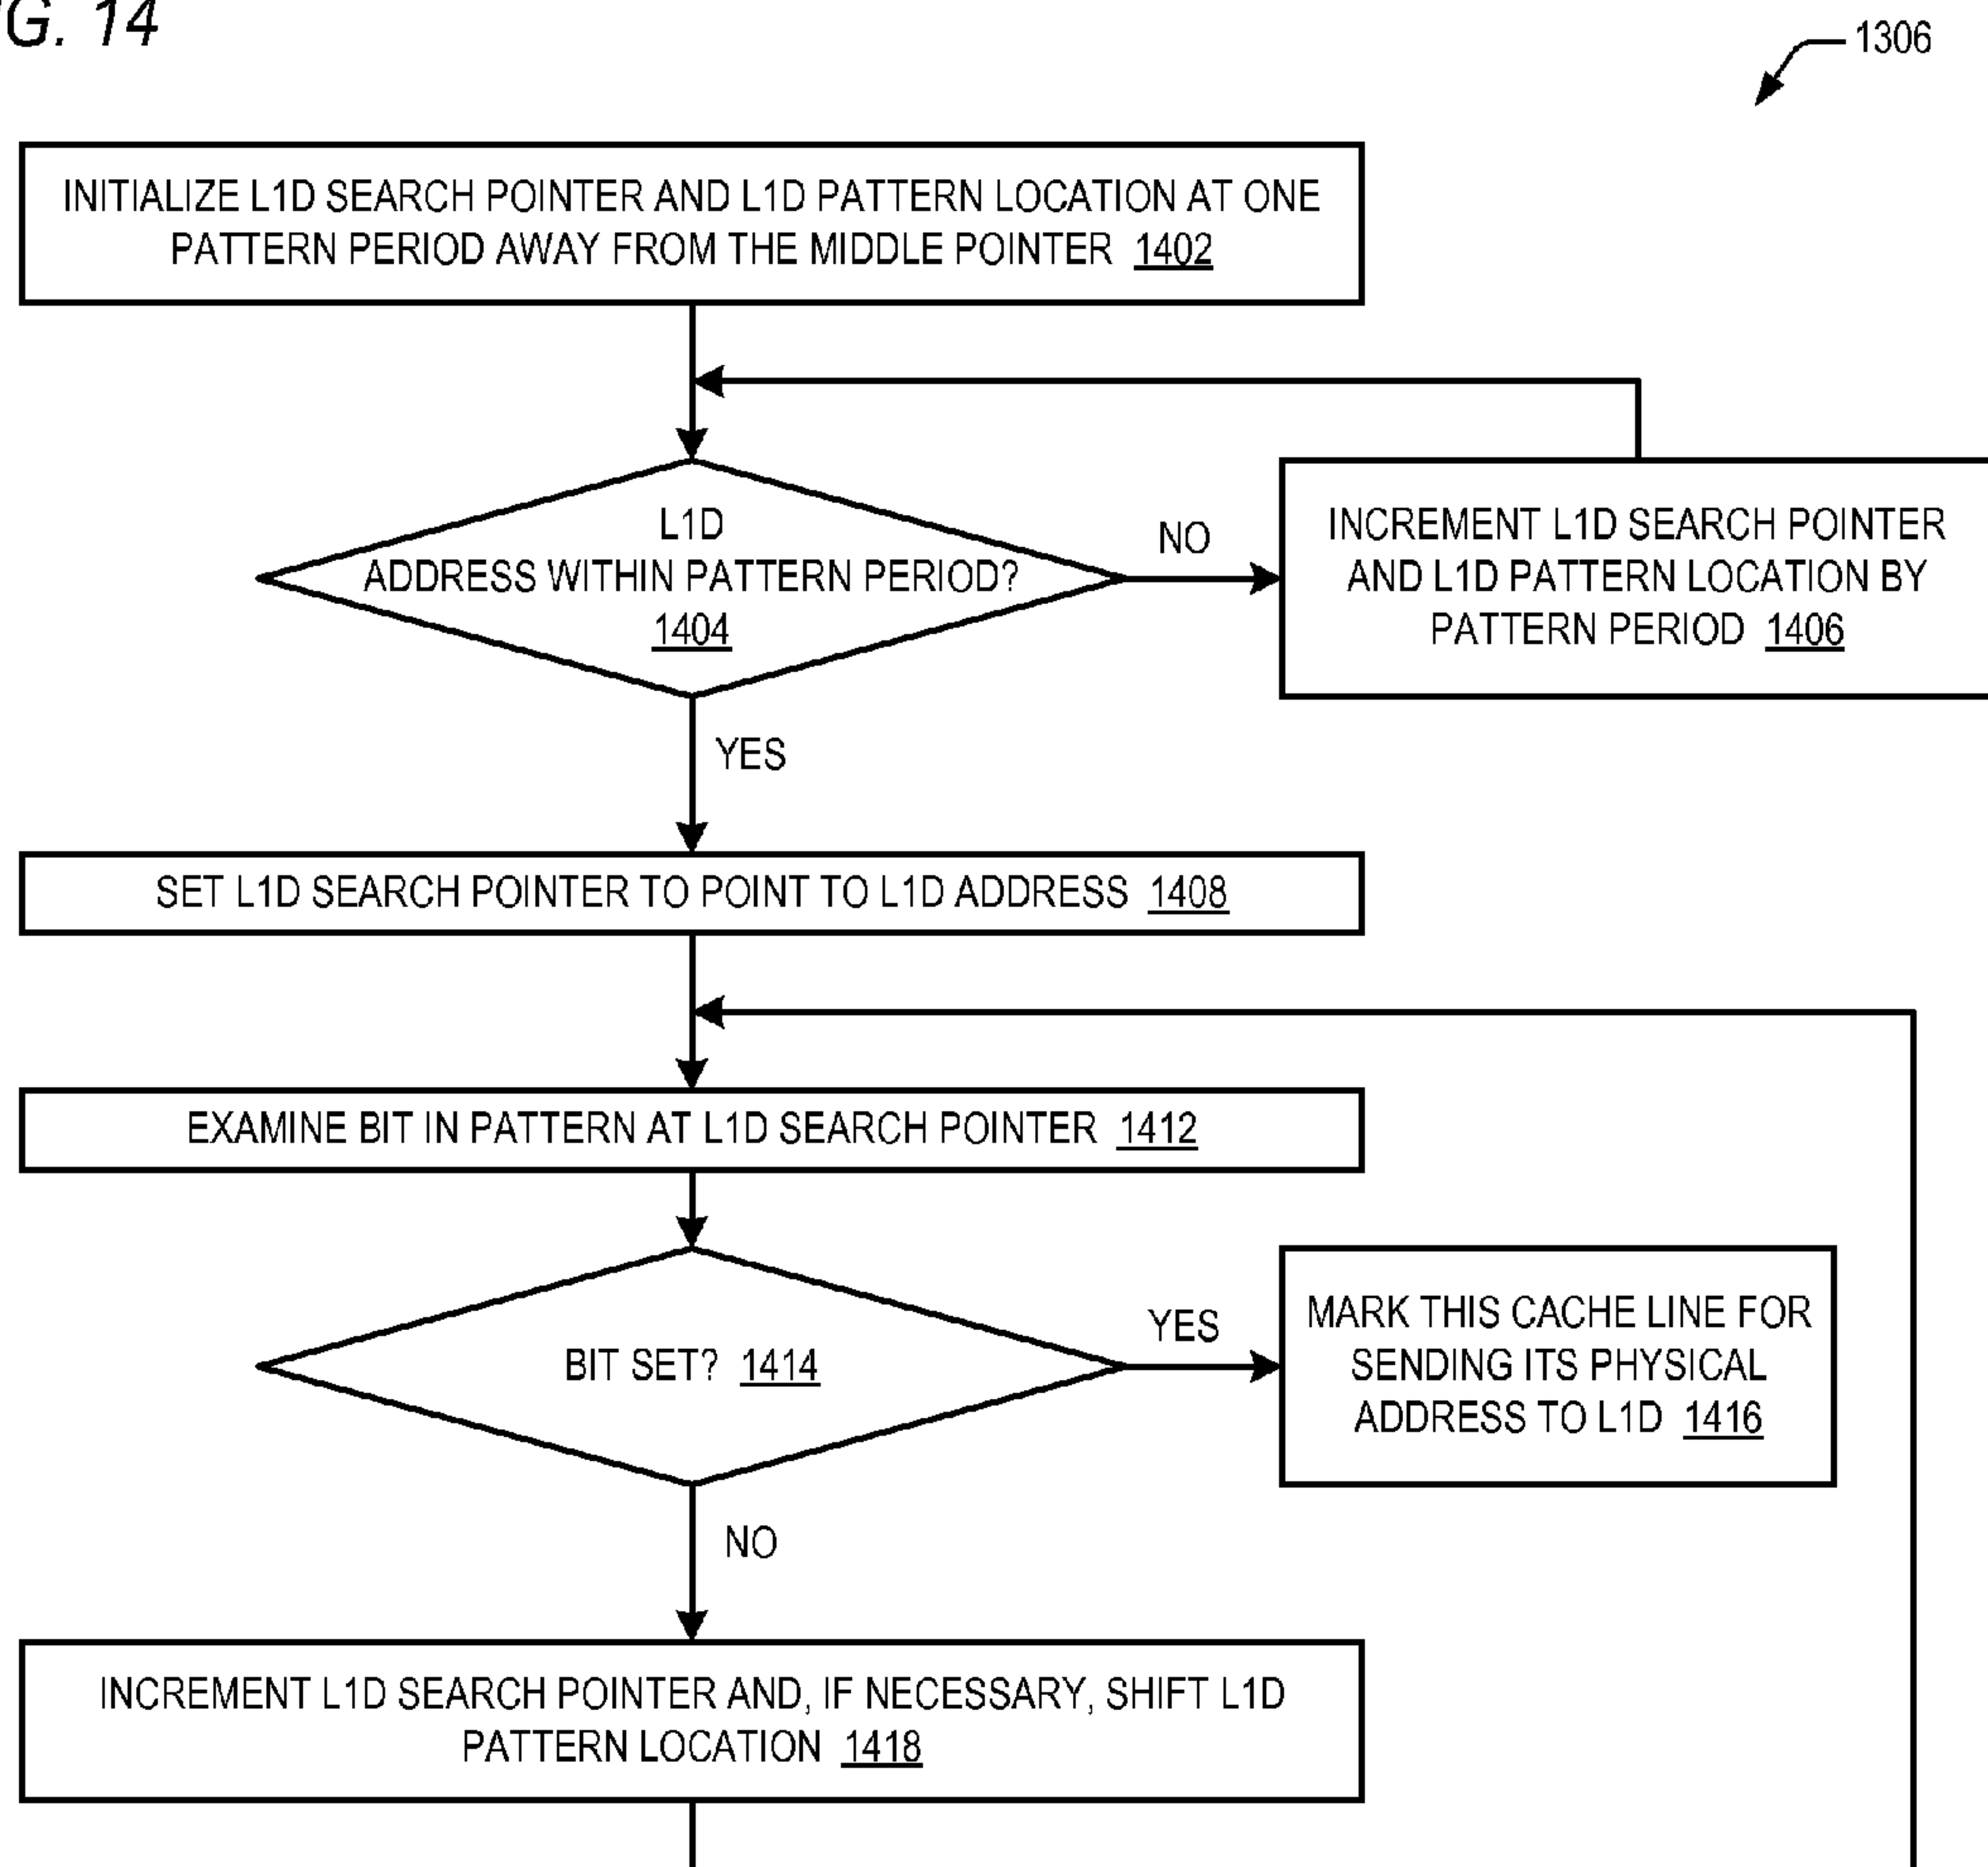 G. 14
1306
INITIALIZE L1D SEARCH POINTER AND L1D PATTERN LOCATION AT ONE
PATTERN PERIOD AWAY FROM THE MIDDLE POINTER 1402
L1D
ADDRESS WITHIN PATTERN PERIOD?
1404
NO
INCREMENT L1D SEARCH POINTER
AND L1D PATTERN LOCATION BY
PATTERN PERIOD 1406
YES
SET L1D SEARCH POINTER TO POINT TO L1D ADDRESS 1408
EXAMINE BIT IN PATTERN AT L1D SEARCH POINTER 1412
BIT SET? 1414
YES
MARK THIS CACHE LINE FOR
SENDING ITS PHYSICAL
ADDRESS TO L1D 1416
NO
INCREMENT L1D SEARCH POINTER AND, IF NECESSARY, SHIFT L1D
PATTERN LOCATION 1418